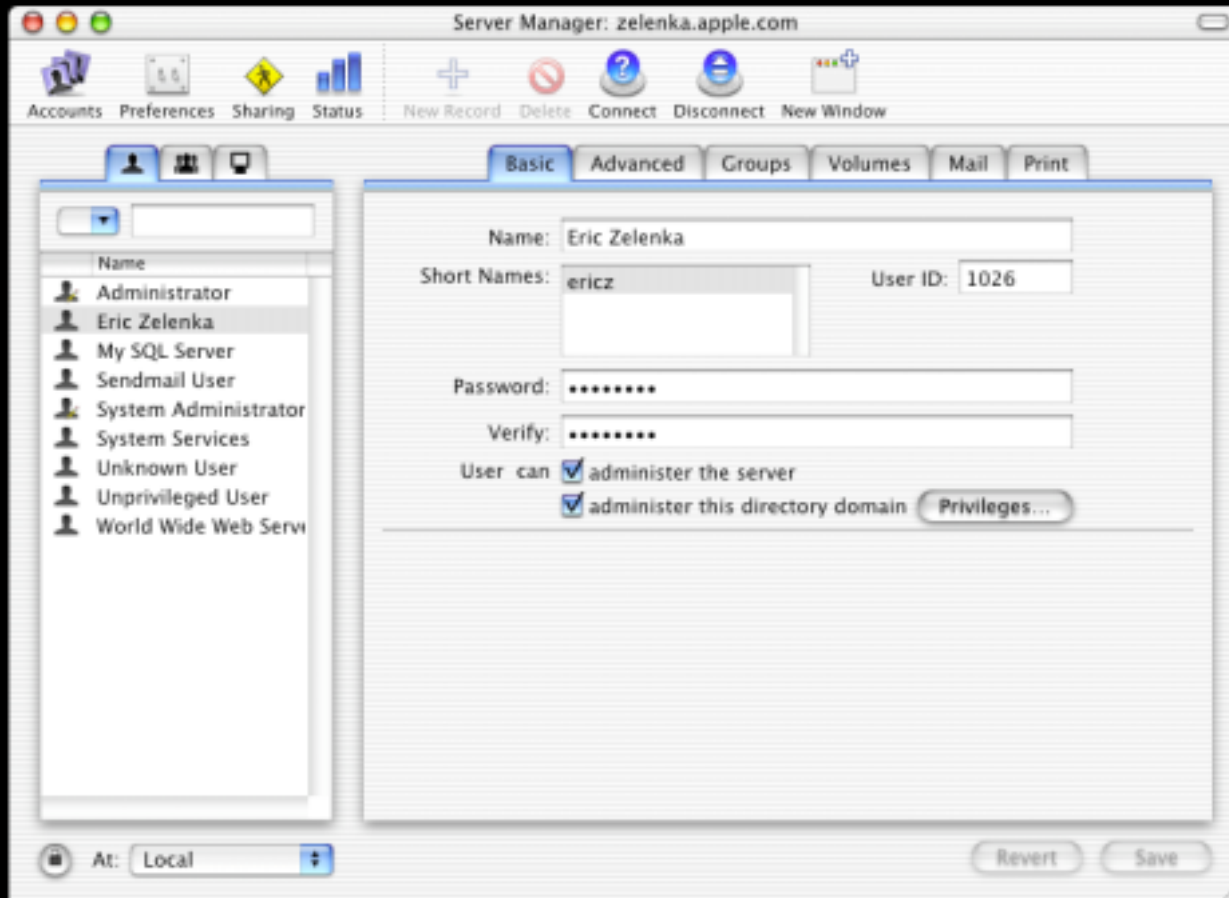 Server Manager: zelenka.apple.com
Accounts Preferences Sharing Status New Record Delete Connect Disconnect New Window
Basic Advanced Groups Volumes Mail Print
Name
Administrator
Eric Zelenka
My SQL Server
Sendmail User
System Administrator
System Services
Unknown User
Unprivileged User
World Wide Web Serve
Name: Eric Zelenka
Short Names: ericz
User ID: 1026
Password: ••••••••
Verify: ••••••••
User can administer the server
administer this directory domain Privileges...
At: Local
Revert Save